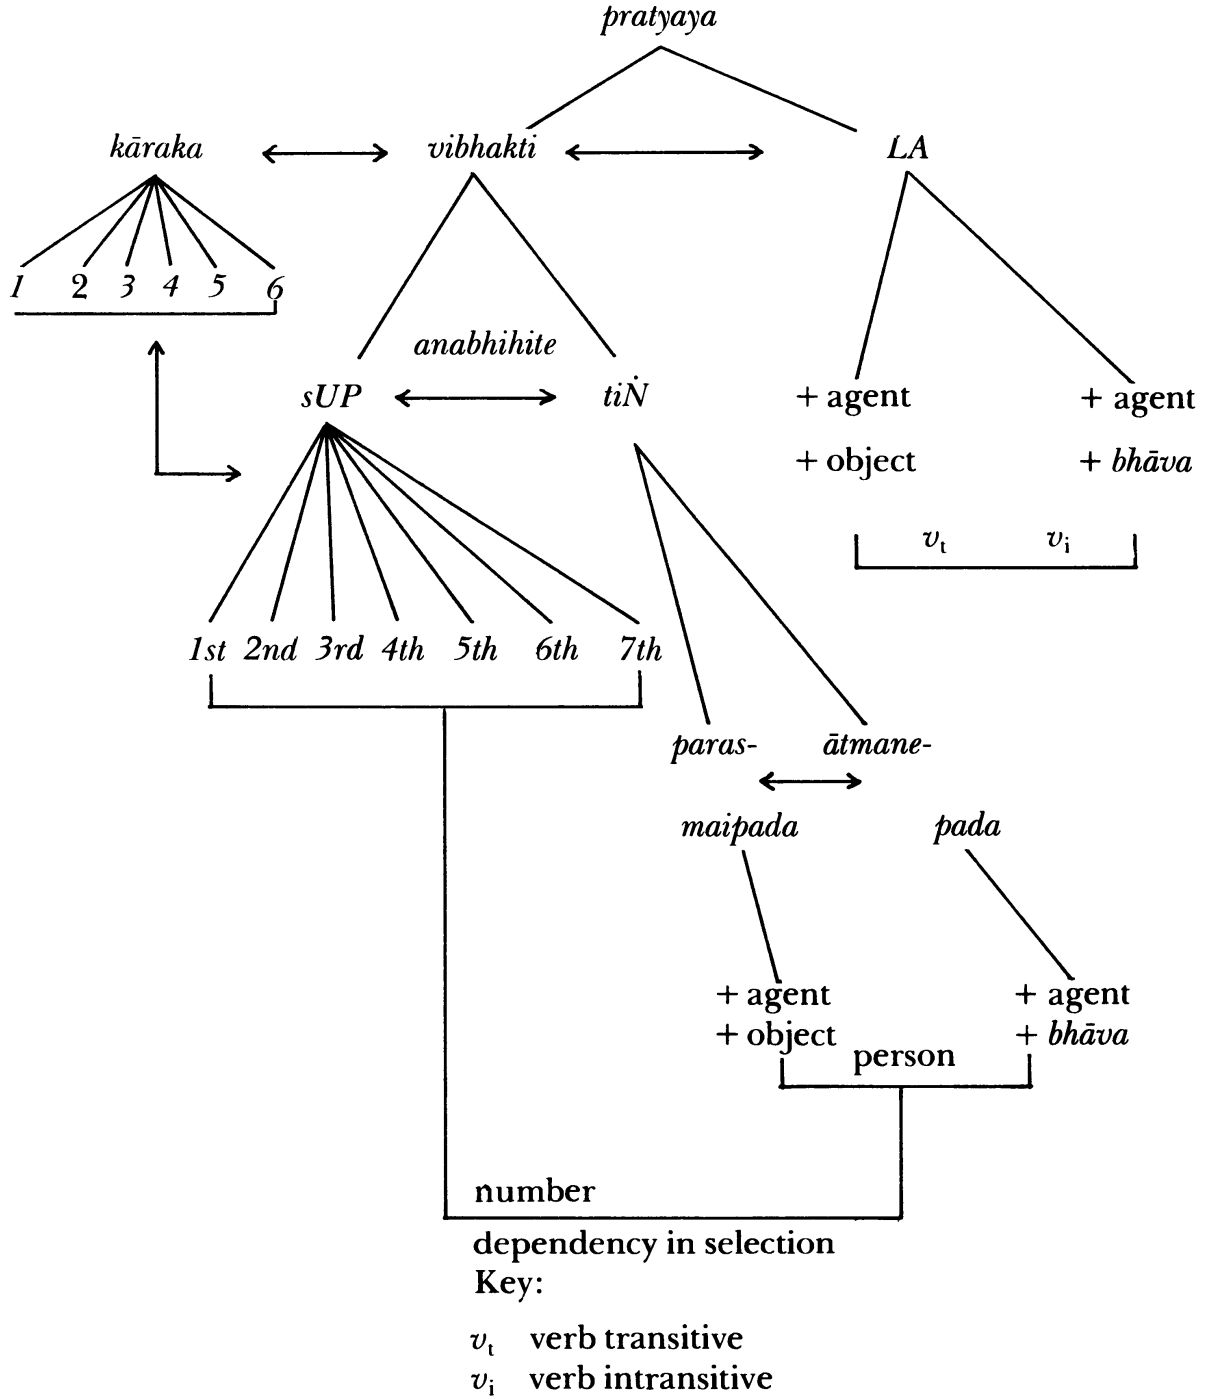 pratyaya
kāraka vibhakti LA
1 2 3 4 5 6
anabhihite
sUP tiṄ + agent + agent
+ object + bhāva
vt vi
1st 2nd 3rd 4th 5th 6th 7th
paras- ātmane-
maipada pada
+ agent + agent
+ object + bhāva
person
number
dependency in selection
Key:
vt verb transitive
vi verb intransitive